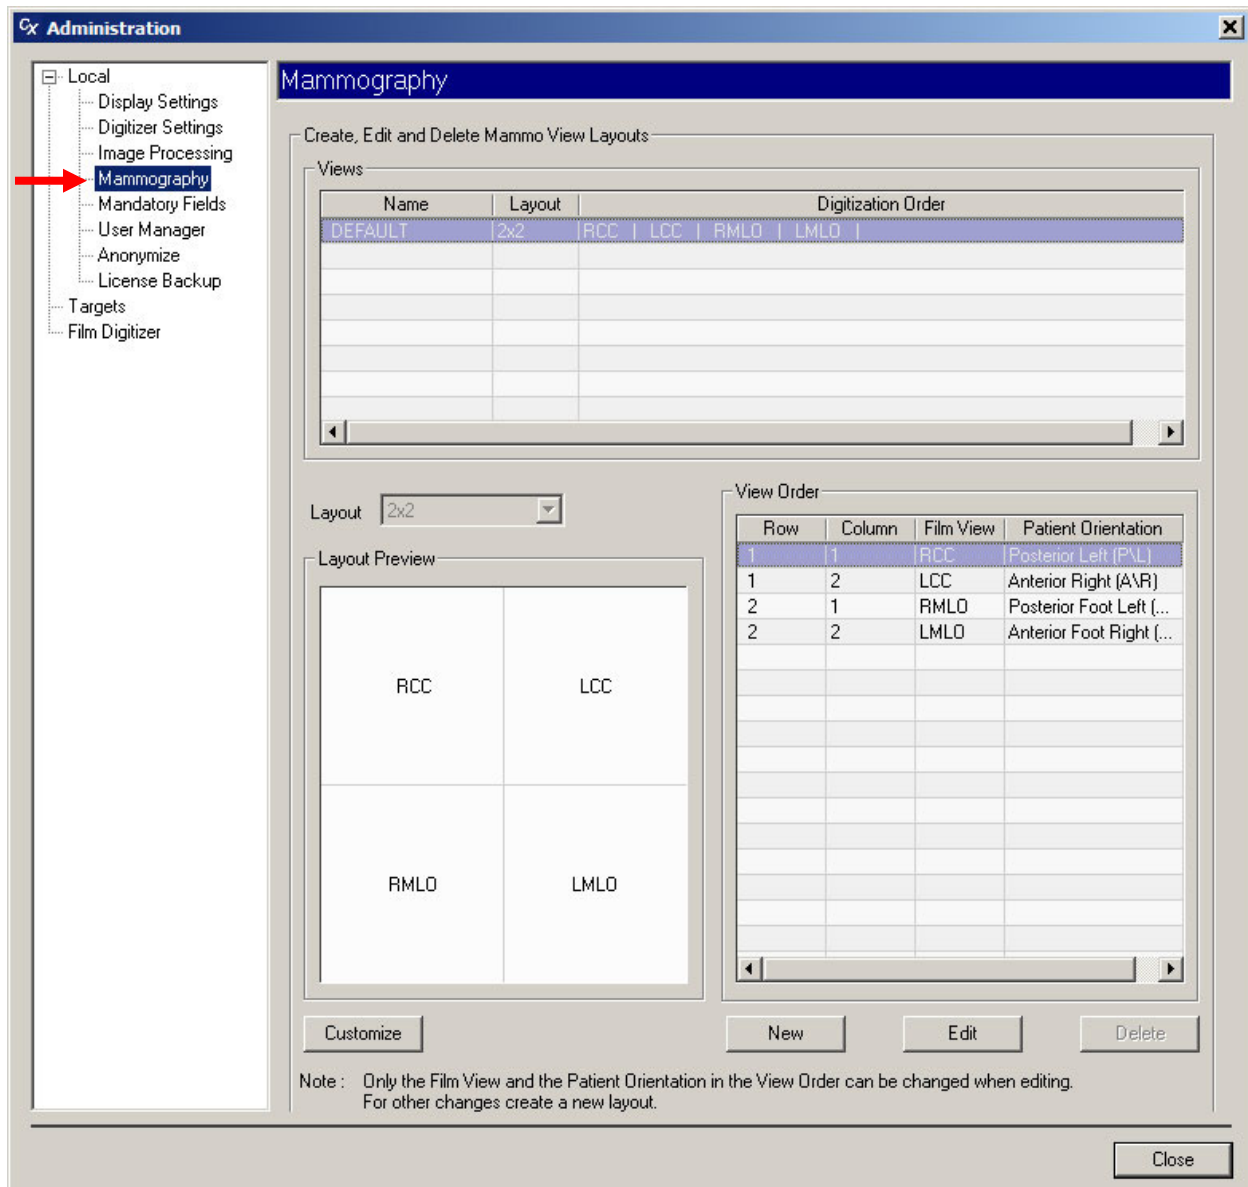 Cx Administration
Local
Display Settings
Digitizer Settings
Image Processing
Mammography
Mandatory Fields
User Manager
Anonymize
License Backup
Targets
Film Digitizer
Mammography
Create, Edit and Delete Mammo View Layouts
Views
Name Layout Digitization Order
DEFAULT 2x2 RCC | LCC | RMLO | LMLO |
Layout 2x2
Layout Preview
RCC LCC
RMLO LMLO
View Order
Row Column Film View Patient Orientation
1 1 RCC Posterior Left (P\L)
1 2 LCC Anterior Right (A\R)
2 1 RMLO Posterior Foot Left (...
2 2 LMLO Anterior Foot Right (...
Customize New Edit Delete
Note : Only the Film View and the Patient Orientation in the View Order can be changed when editing.
For other changes create a new layout.
Close